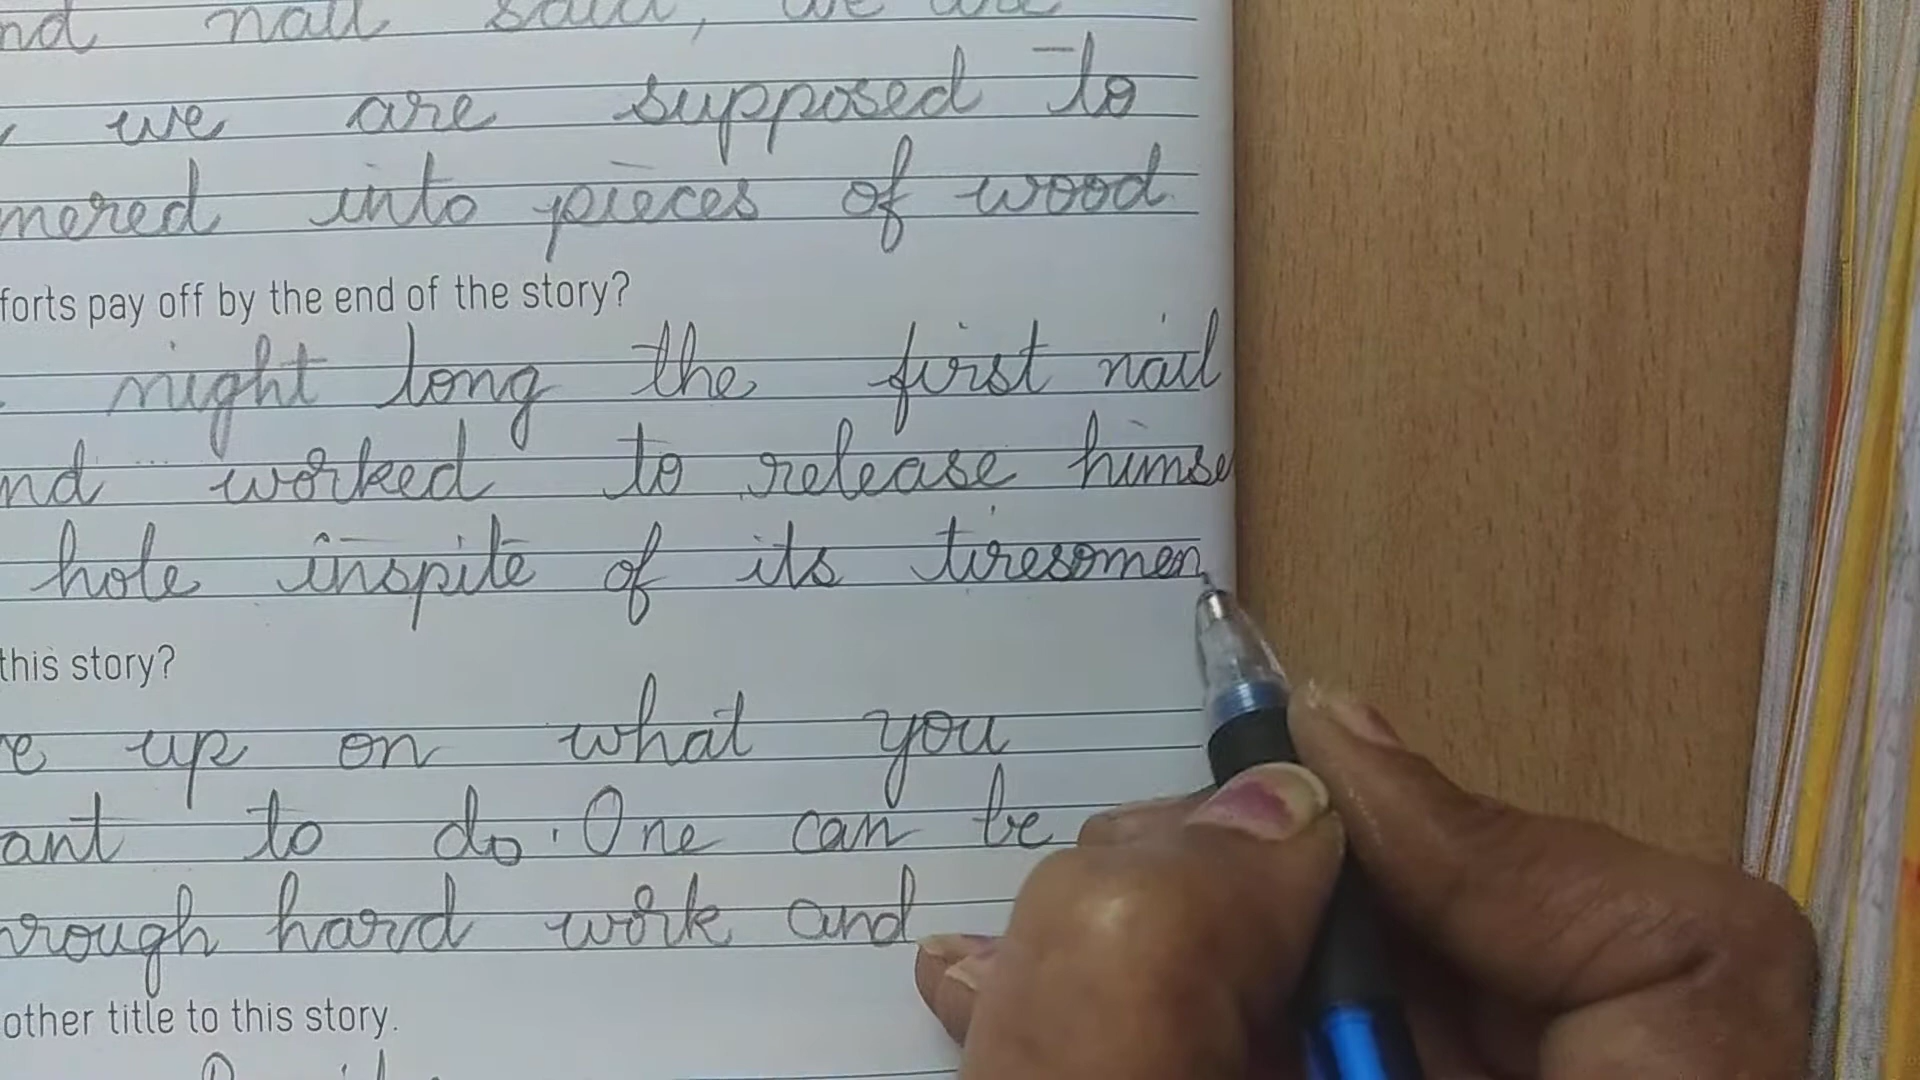 nd nail said, we are
we are supposed to
mered into pieces of wood
forts pay off by the end of the story?
might long the first nail
nd worked to release himse
hole inspite of its tiresomen
this story?
e up on what you
ant to do. One can be
rough hard work and
other title to this story.